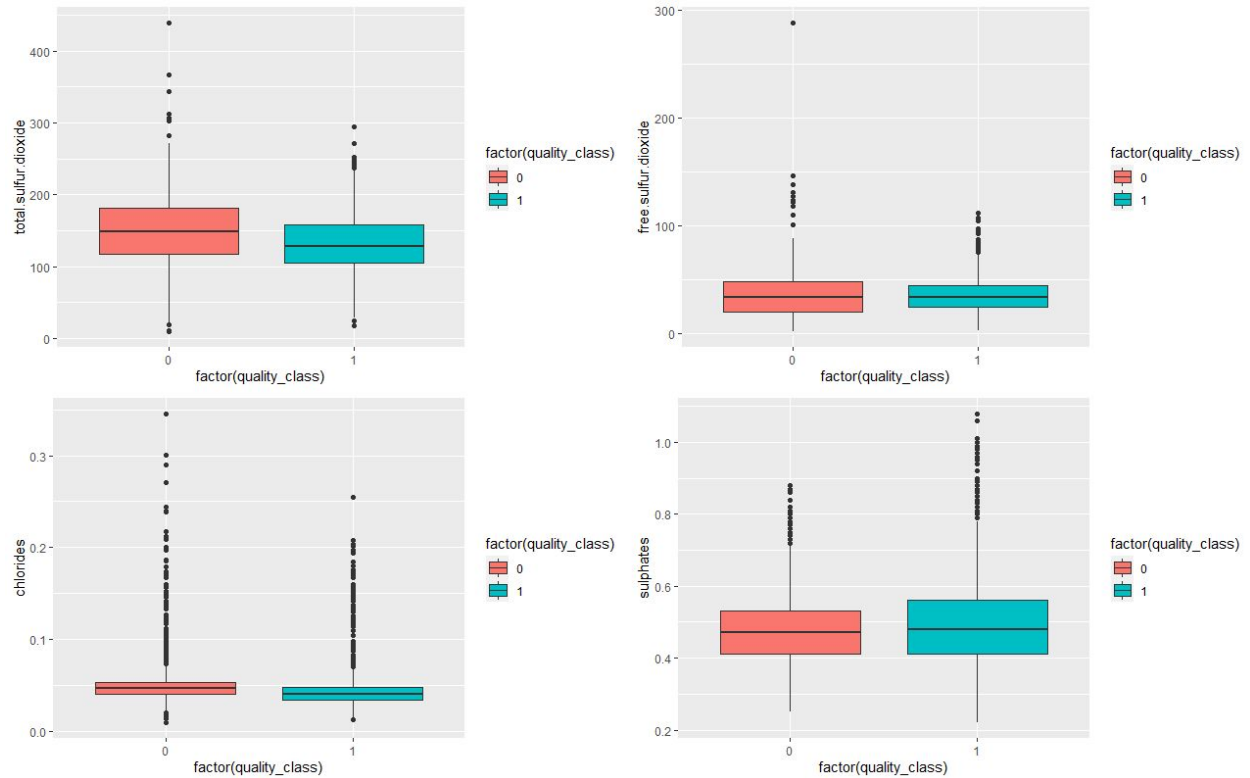 total.sulfur.dioxide
400
300
200
100
0
0
1
factor(quality_class)
factor(quality_class)
0
1
free.sulfur.dioxide
300
200
100
0
0
1
factor(quality_class)
factor(quality_class)
0
1
chlorides
0.3
0.2
0.1
0.0
0
1
factor(quality_class)
factor(quality_class)
0
1
sulphates
1.0
0.8
0.6
0.4
0.2
0
1
factor(quality_class)
factor(quality_class)
0
1